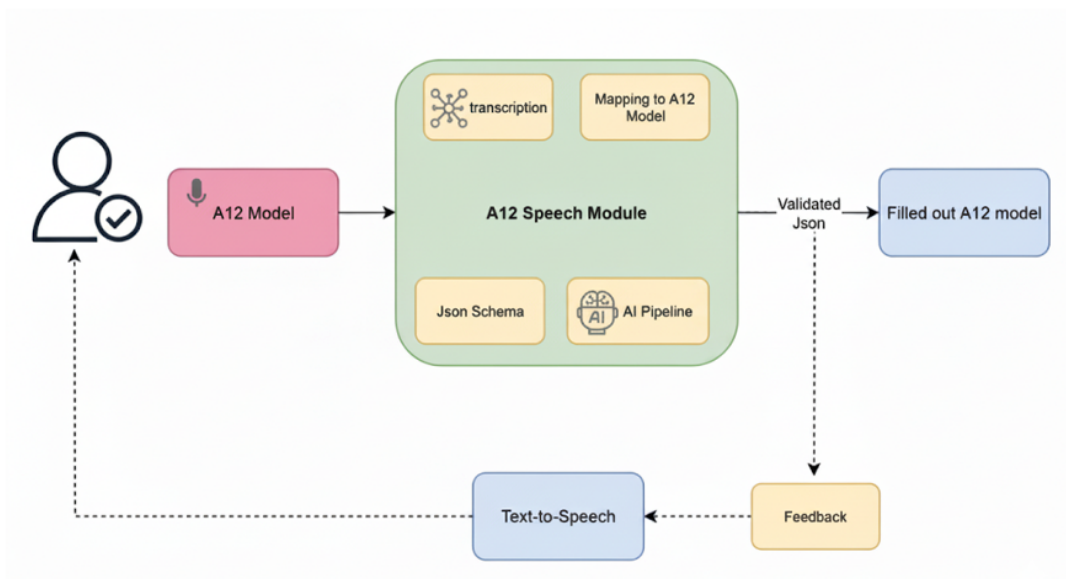 transcription
Mapping to A12
Model
A12 Model
A12 Speech Module
Validated
Json
Filled out A12 model
Json Schema
AI
AI Pipeline
Text-to-Speech
Feedback